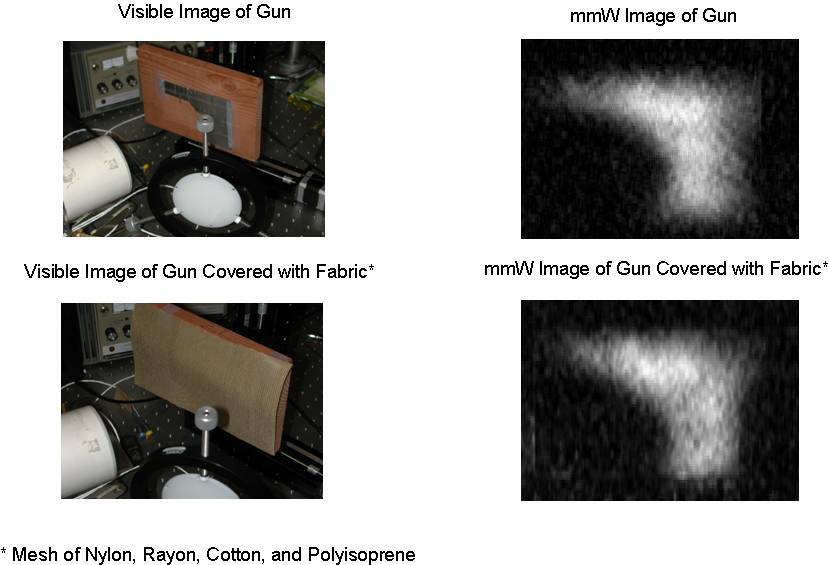 Visible Image of Gun
mmW Image of Gun
Visible Image of Gun Covered with Fabric*
mmW Image of Gun Covered with Fabric*
* Mesh of Nylon, Rayon, Cotton, and Polyisoprene